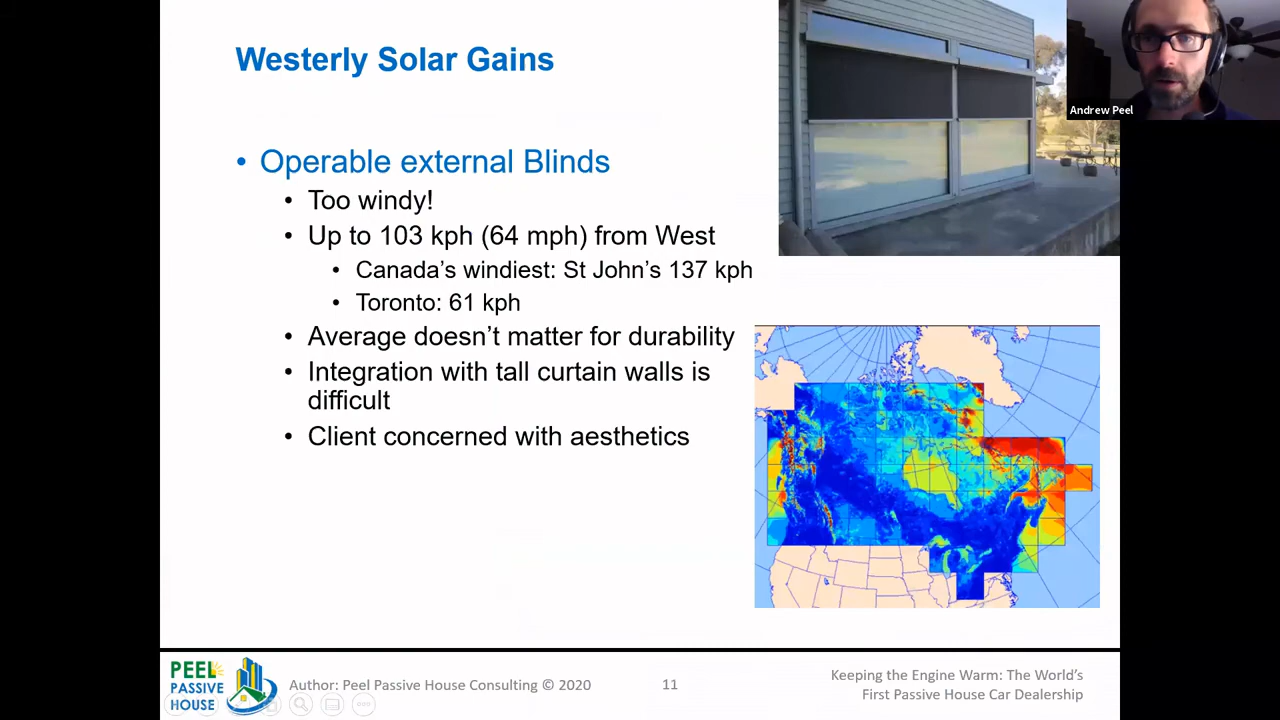 Westerly Solar Gains
Andrew Peel
• Operable external Blinds
• Too windy!
• Up to 103 kph (64 mph) from West
• Canada’s windiest: St John’s 137 kph
• Toronto: 61 kph
• Average doesn’t matter for durability
• Integration with tall curtain walls is
difficult
• Client concerned with aesthetics
PEEL
PASSIVE
HOUSE
Author: Peel Passive House Consulting © 2020
11
Keeping the Engine Warm: The World’s
First Passive House Car Dealership